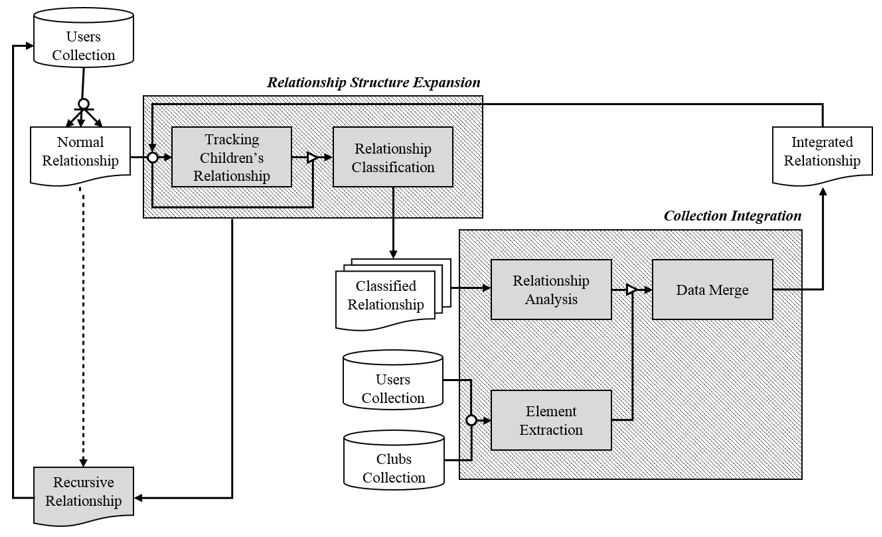 Users
Collection
Relationship Structure Expansion
Normal
Relationship
Tracking
Children's
Relationship
Relationship
Classification
Integrated
Relationship
Collection Integration
Classified
Relationship
Relationship
Analysis
Data Merge
Users
Collection
Element
Extraction
Clubs
Collection
Recursive
Relationship